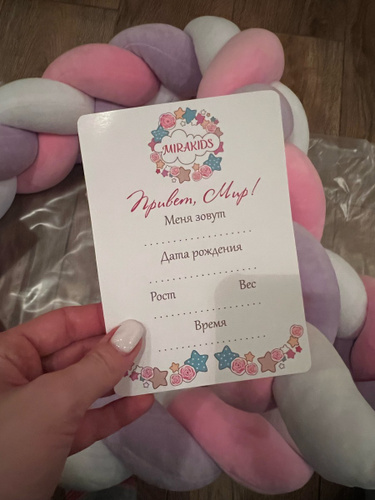 MIRAKIDS
Привет, Мир!
Меня зовут
Дата рождения
Рост Вес
Время